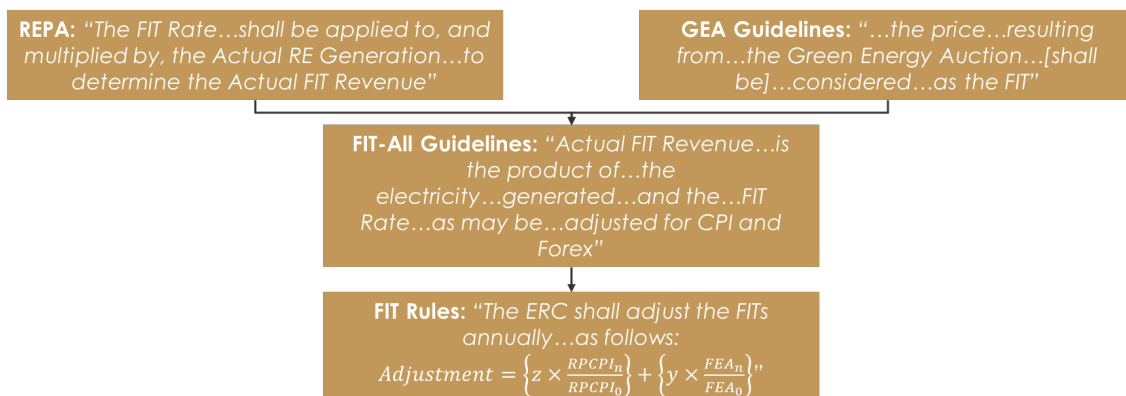 REPA: “The FIT Rate…shall be applied to, and
multiplied by, the Actual RE Generation…to
determine the Actual FIT Revenue”
GEA Guidelines: “…the price…resulting
from…the Green Energy Auction…[shall
be]…considered…as the FIT”
FIT-All Guidelines: “Actual FIT Revenue…is
the product of…the
electricity…generated…and the…FIT
Rate…as may be…adjusted for CPI and
Forex”
FIT Rules: “The ERC shall adjust the FITs
annually…as follows:
Adjustment = {z × RPCPIₙ/RPCPI₀} + {y × FEAₙ/FEA₀}”